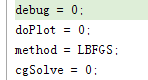 debug = 0;
doPlot = 0;
method = LBFGS;
cgSolve = 0;